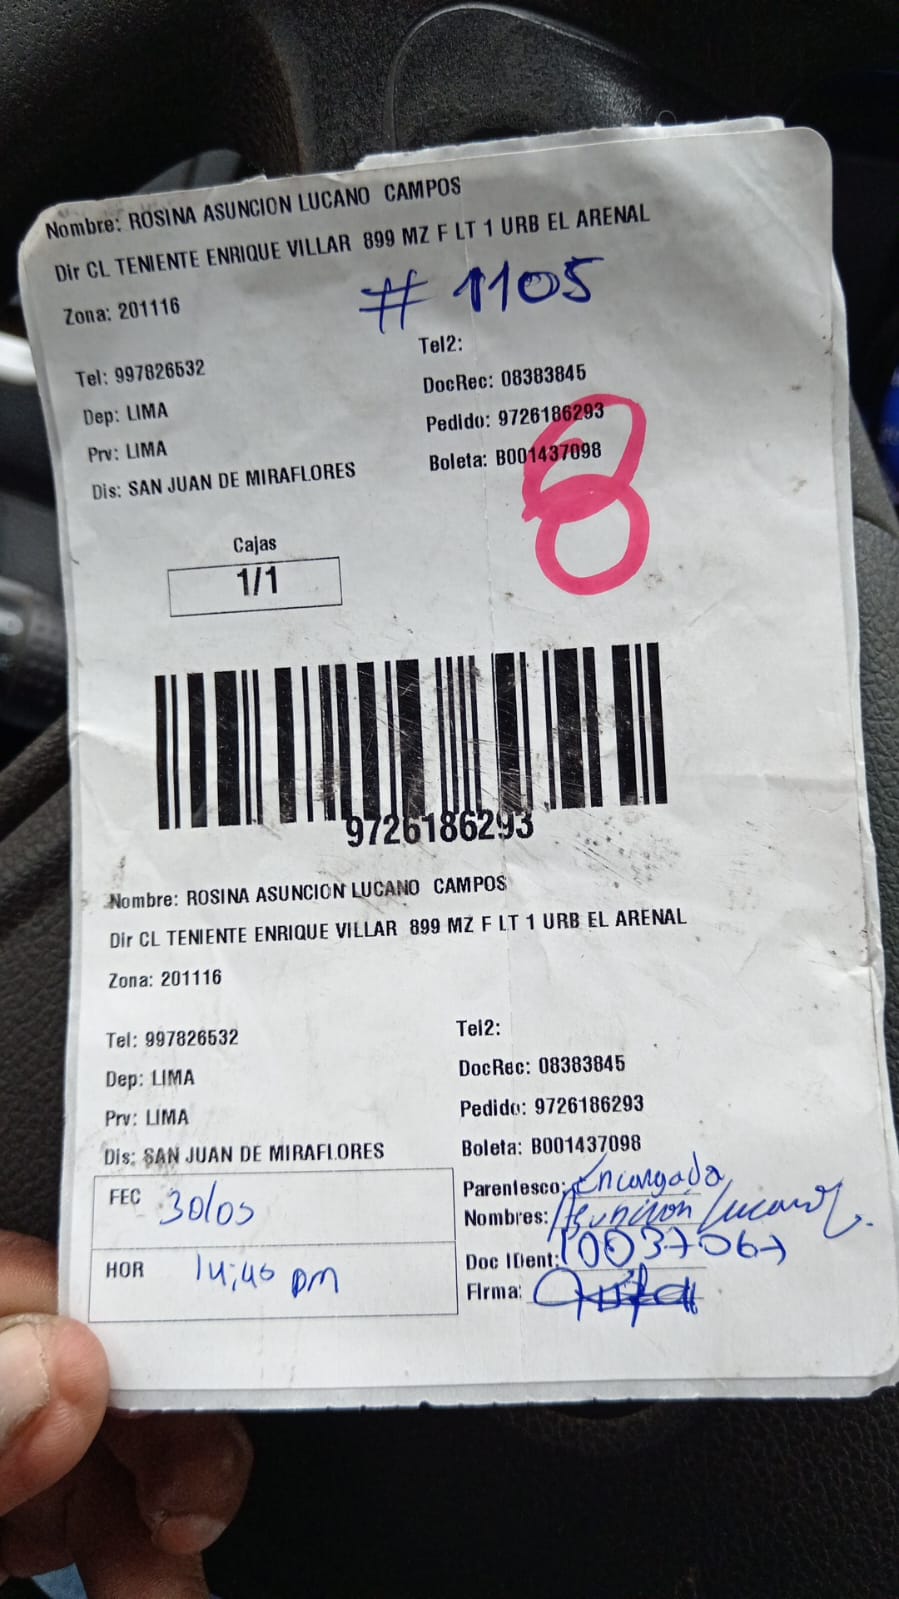 Nombre: ROSINA ASUNCION LUCANO CAMPOS
Dir CL TENIENTE ENRIQUE VILLAR 899 MZ F LT 1 URB EL ARENAL
# 1105
Zona: 201116
Tel2:
Tel: 997826532
DocRec: 08383845
Dep: LIMA
Pedido: 9726186293
Prv: LIMA
Boleta: B001437098
Dis: SAN JUAN DE MIRAFLORES
8
Cajas
1/1
9726186293
Nombre: ROSINA ASUNCION LUCANO CAMPOS
Dir CL TENIENTE ENRIQUE VILLAR 899 MZ F LT 1 URB EL ARENAL
Zona: 201116
Tel: 997826532
Tel2:
Dep: LIMA
DocRec: 08383845
Prv: LIMA
Pedido: 9726186293
Dis: SAN JUAN DE MIRAFLORES
Boleta: B001437098
FEC 30/05
Parentesco: Encargada
Nombres: Asunción Lucano
HOR 14:40 pm
Doc IDent: 10037067
Firma: